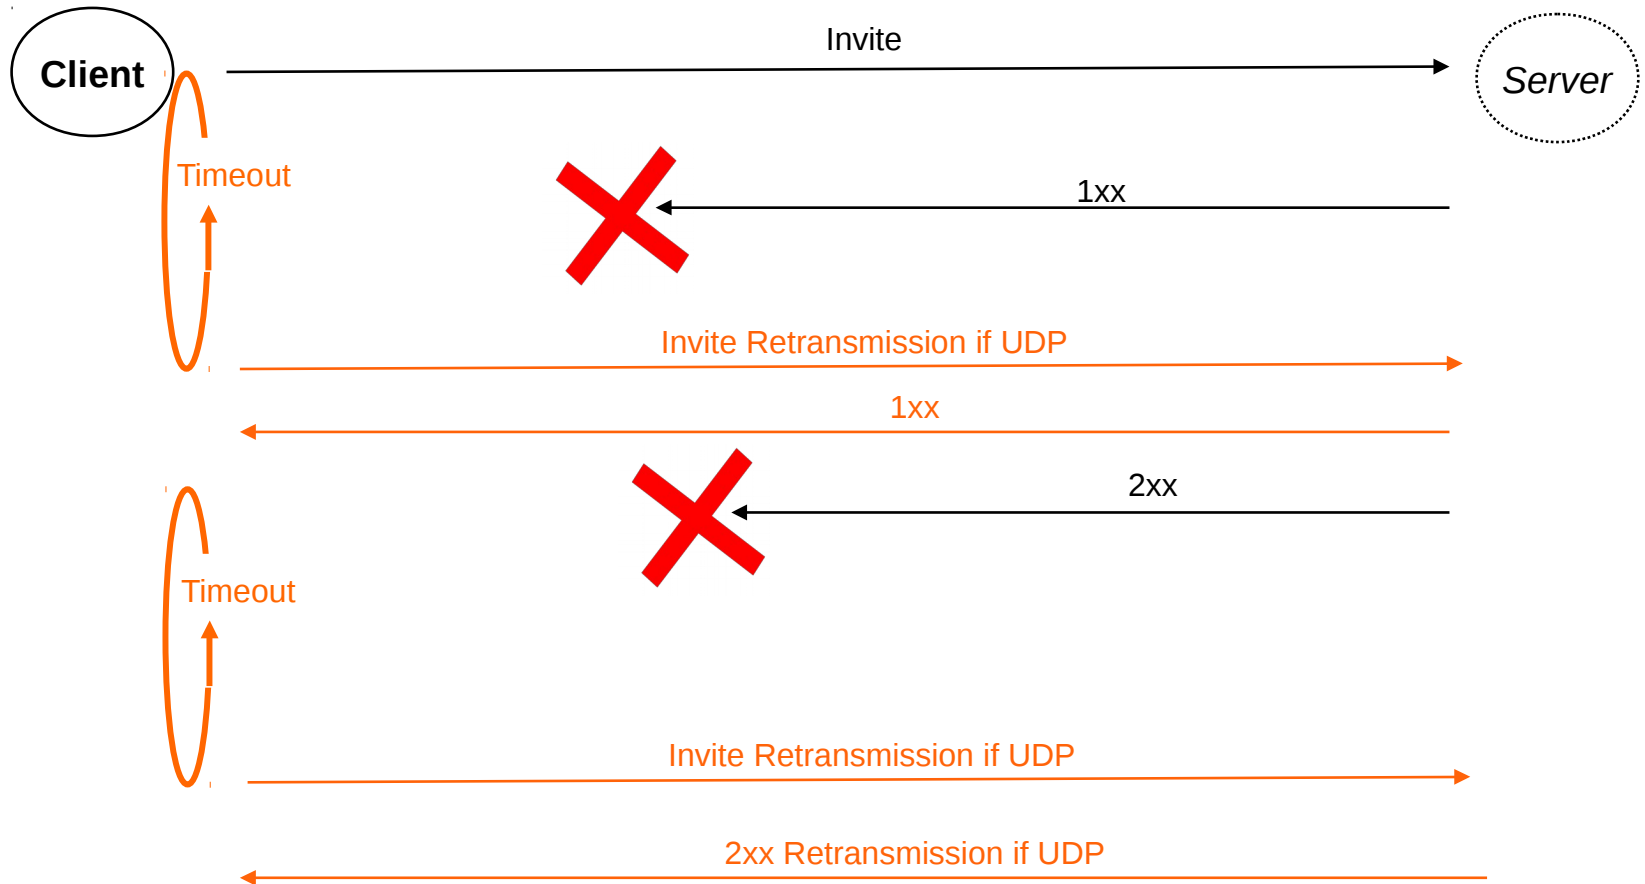 Invite
Client
Server
Timeout
1xx
Invite Retransmission if UDP
1xx
2xx
Timeout
Invite Retransmission if UDP
2xx Retransmission if UDP